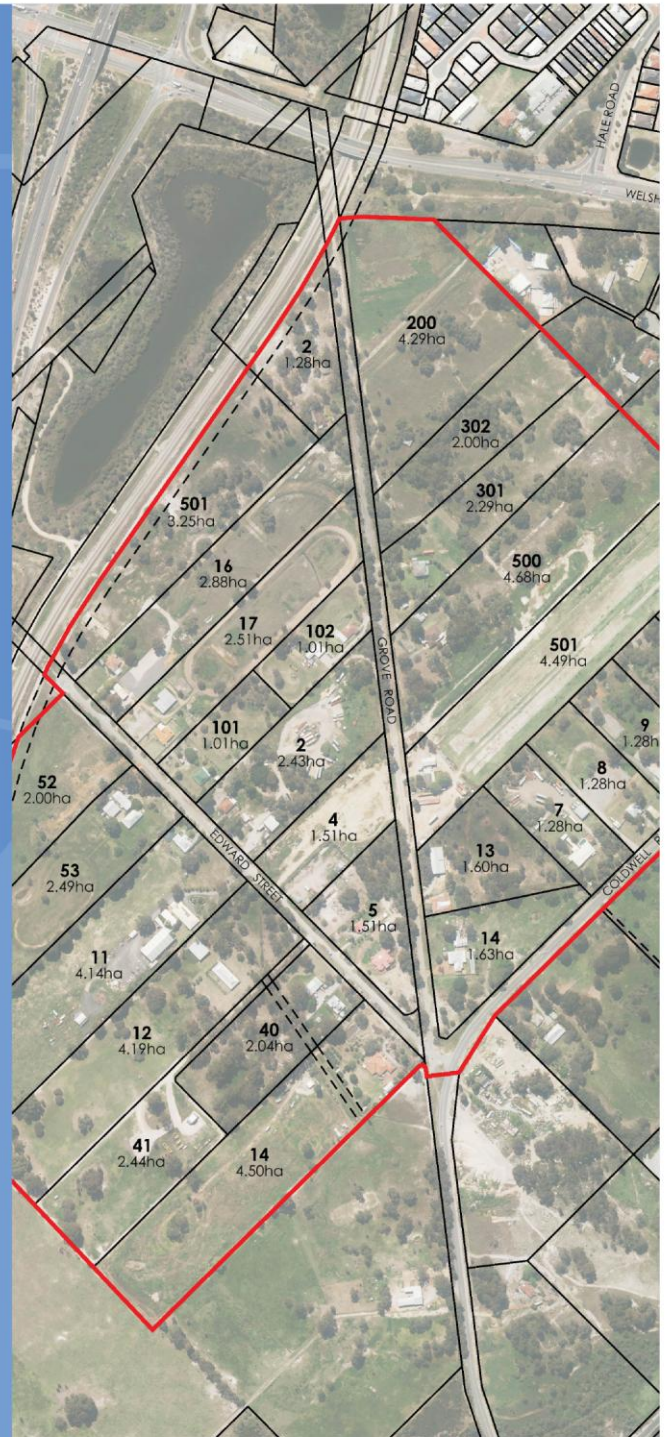 HALE ROAD
WELSH
200
4.29ha
2
1.28ha
302
2.00ha
301
2.29ha
501
3.25ha
500
4.68ha
16
2.88ha
17
2.51ha
102
1.01ha
GROVE ROAD
501
4.49ha
101
1.01ha
2
2.43ha
9
1.28h
8
1.28ha
52
2.00ha
7
1.28ha
4
1.51ha
EDWARD STREET
13
1.60ha
COLDWELL
53
2.49ha
5
1.51ha
14
1.63ha
11
4.14ha
12
4.19ha
40
2.04ha
41
2.44ha
14
4.50ha